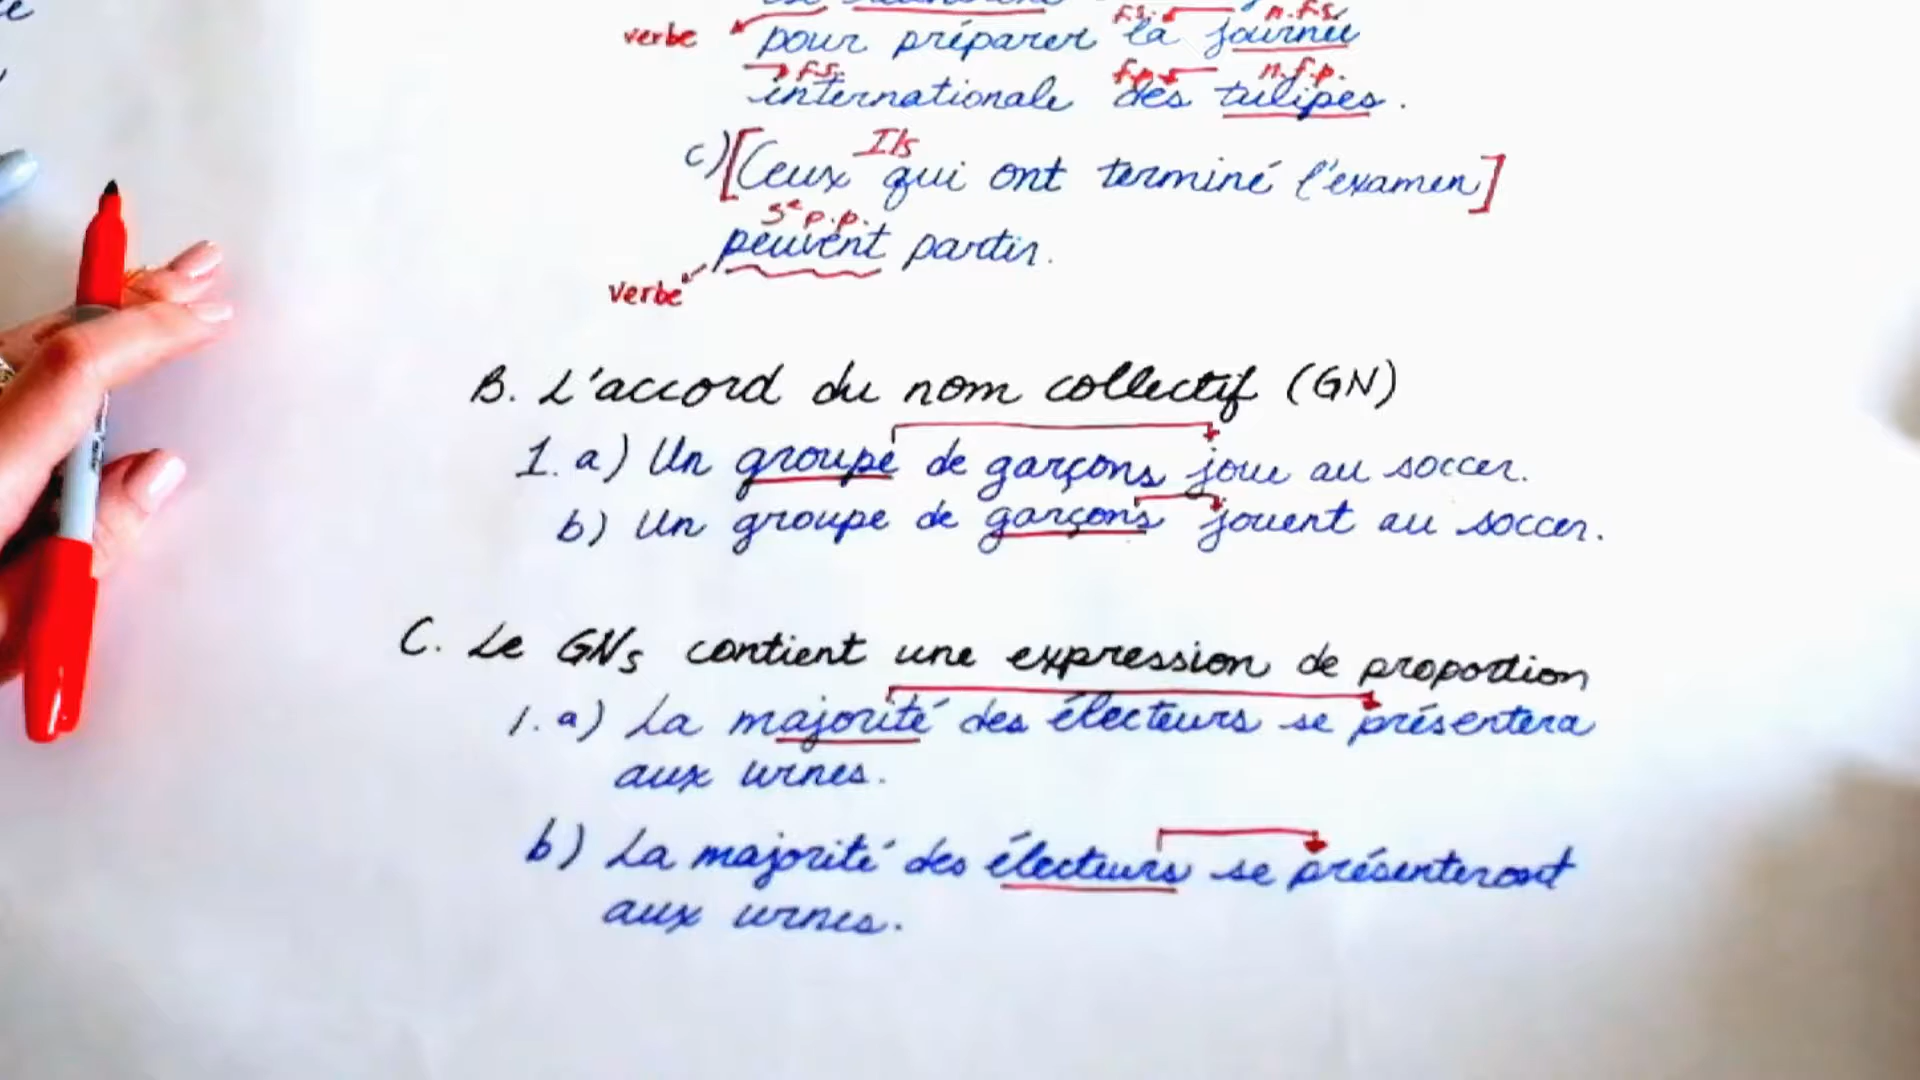 verbe pour préparer la journée
f.s. n.f.s.
f.s. f.p. n.f.p.
internationale des tulipes.
Ils
c) [Ceux qui ont terminé l'examen]
3e p.p.
peuvent partir.
verbe
B. L'accord du nom collectif (GN)
1. a) Un groupe de garçons joue au soccer.
b) Un groupe de garçons jouent au soccer.
C. Le GNs contient une expression de proportion
1. a) La majorité des électeurs se présentera
aux urnes.
b) La majorité des électeurs se présenteront
aux urnes.